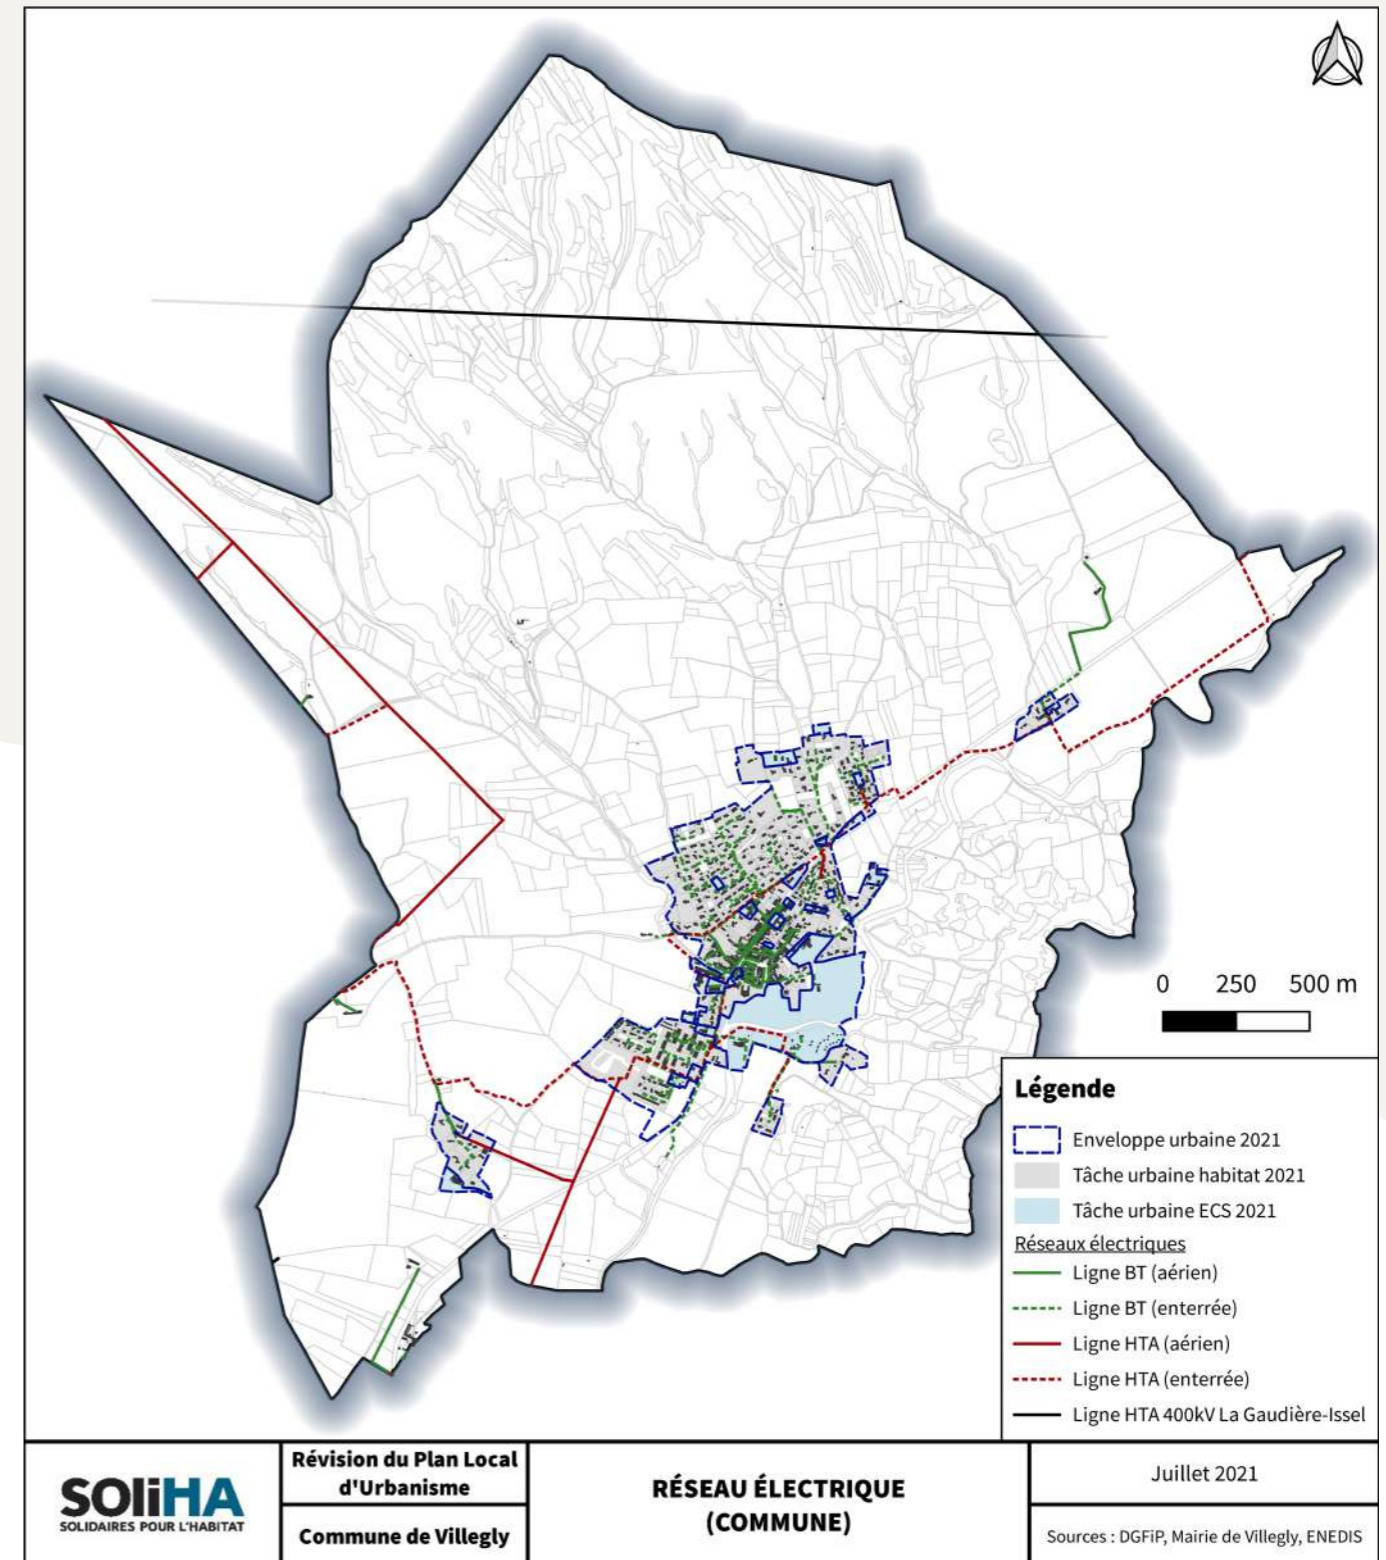 0 250 500 m
Légende
Enveloppe urbaine 2021
Tâche urbaine habitat 2021
Tâche urbaine ECS 2021
Réseaux électriques
Ligne BT (aérien)
Ligne BT (enterrée)
Ligne HTA (aérien)
Ligne HTA (enterrée)
Ligne HTA 400kV La Gaudière-Issel
SOLiHA
SOLIDAIRES POUR L'HABITAT
Révision du Plan Local
d'Urbanisme
Commune de Villegly
RÉSEAU ÉLECTRIQUE
(COMMUNE)
Juillet 2021
Sources : DGFiP, Mairie de Villegly, ENEDIS